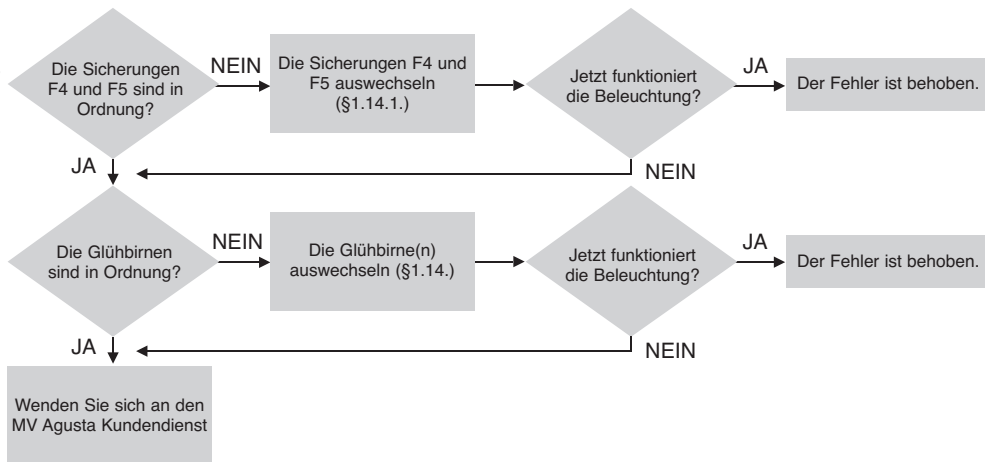 Die Sicherungen
F4 und F5 sind in
Ordnung?
NEIN
Die Sicherungen F4 und
F5 auswechseln
(§1.14.1.)
Jetzt funktioniert
die Beleuchtung?
JA
Der Fehler ist behoben.
JA
NEIN
Die Glühbirnen
sind in Ordnung?
NEIN
Die Glühbirne(n)
auswechseln (§1.14.)
Jetzt funktioniert
die Beleuchtung?
JA
Der Fehler ist behoben.
JA
NEIN
Wenden Sie sich an den
MV Agusta Kundendienst